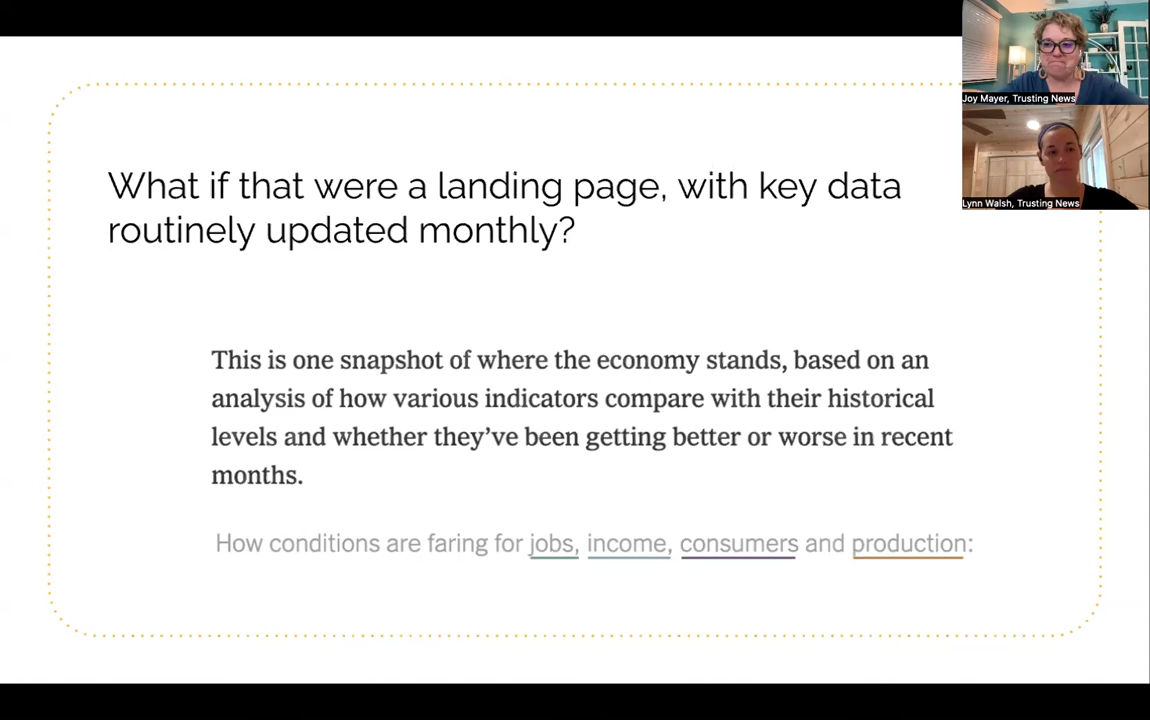 Joy Mayer, Trusting News
Lynn Walsh, Trusting News
What if that were a landing page, with key data
routinely updated monthly?
This is one snapshot of where the economy stands, based on an
analysis of how various indicators compare with their historical
levels and whether they’ve been getting better or worse in recent
months.
How conditions are faring for jobs, income, consumers and production: